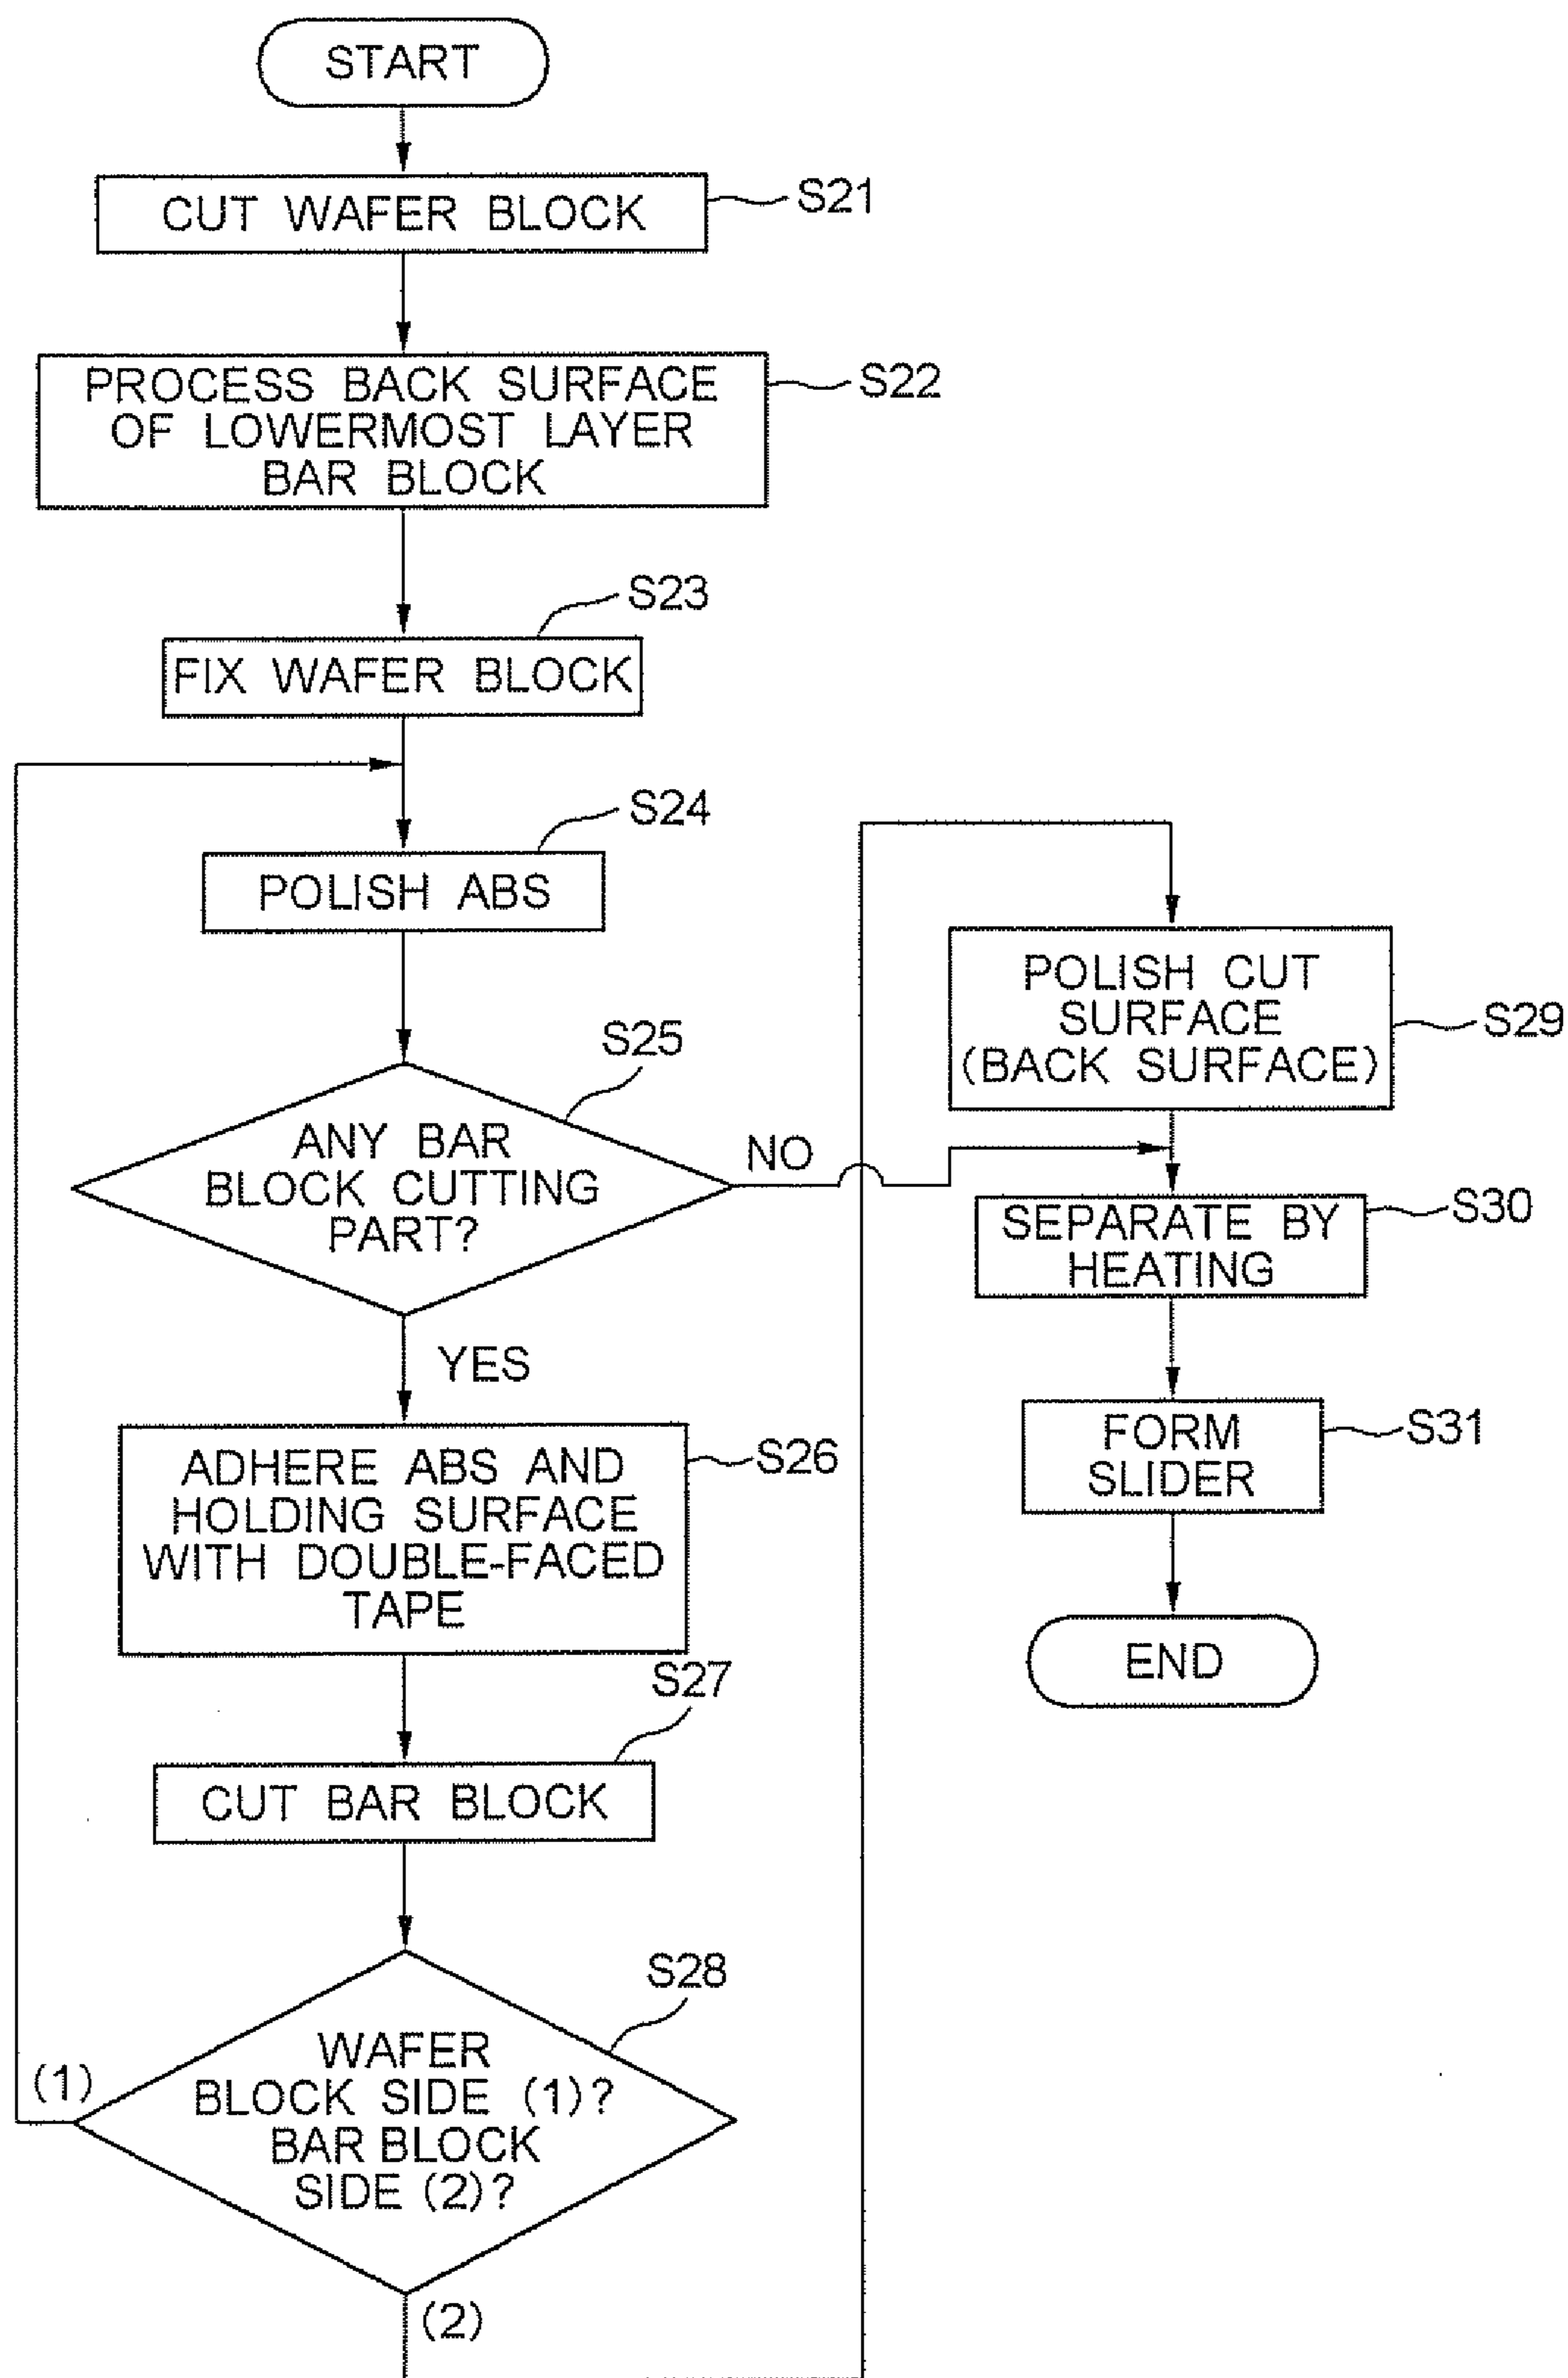 START
CUT WAFER BLOCK
S21
PROCESS BACK SURFACE
OF LOWERMOST LAYER
BAR BLOCK
S22
S23
FIX WAFER BLOCK
S24
POLISH ABS
S25
ANY BAR
BLOCK CUTTING
PART?
NO
YES
ADHERE ABS AND
HOLDING SURFACE
WITH DOUBLE-FACED
TAPE
S26
S27
CUT BAR BLOCK
S28
WAFER
BLOCK SIDE (1)?
BAR BLOCK
SIDE (2)?
(1)
(2)
POLISH CUT
SURFACE
(BACK SURFACE)
S29
SEPARATE BY
HEATING
S30
FORM
SLIDER
S31
END